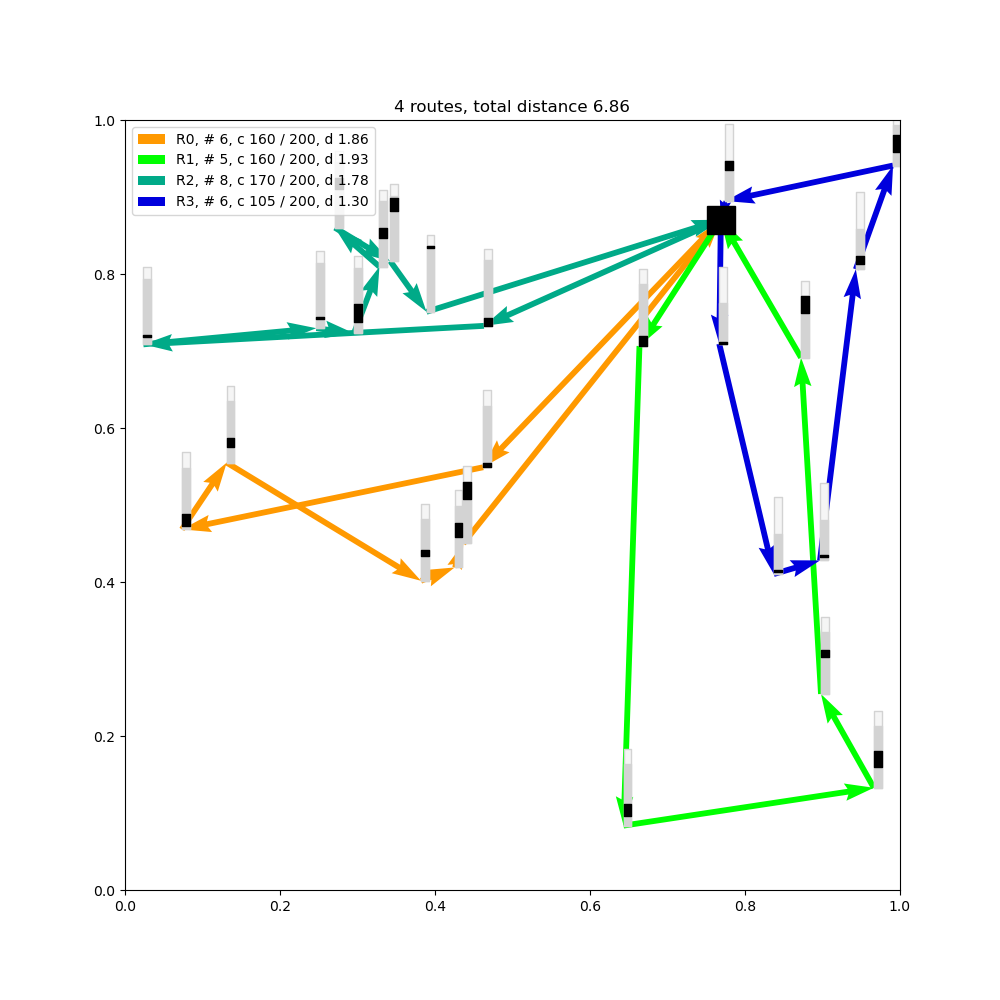 4 routes, total distance 6.86
R0, # 6, c 160 / 200, d 1.86
R1, # 5, c 160 / 200, d 1.93
R2, # 8, c 170 / 200, d 1.78
R3, # 6, c 105 / 200, d 1.30
1.0
0.8
0.6
0.4
0.2
0.0
0.0 0.2 0.4 0.6 0.8 1.0